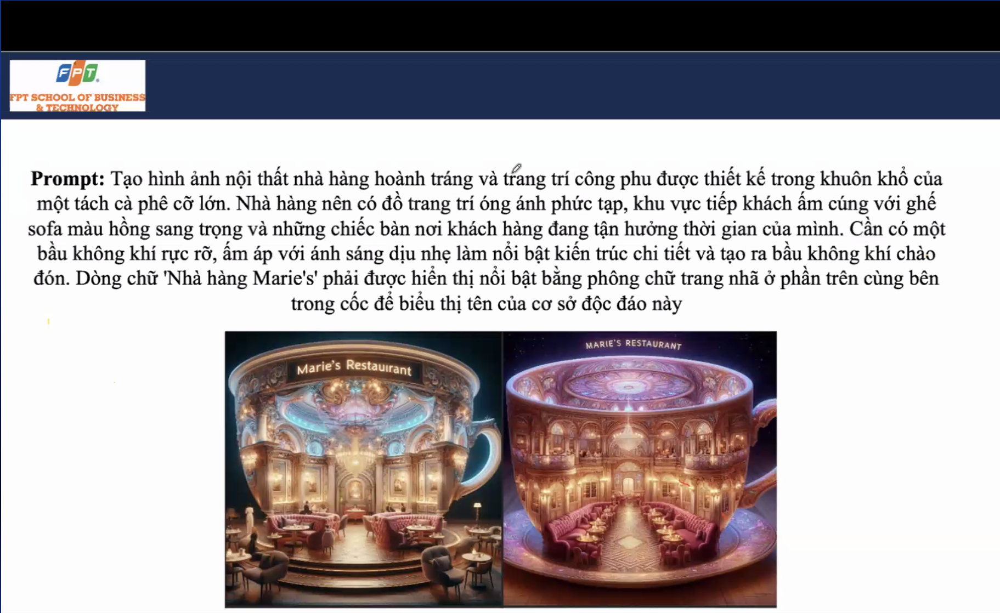 FPT
FPT SCHOOL OF BUSINESS
& TECHNOLOGY
Prompt: Tạo hình ảnh nội thất nhà hàng hoành tráng và trang trí công phu được thiết kế trong khuôn khổ của
một tách cà phê cỡ lớn. Nhà hàng nên có đồ trang trí óng ánh phức tạp, khu vực tiếp khách ấm cúng với ghế
sofa màu hồng sang trọng và những chiếc bàn nơi khách hàng đang tận hưởng thời gian của mình. Cần có một
bầu không khí rực rỡ, ấm áp với ánh sáng dịu nhẹ làm nổi bật kiến trúc chi tiết và tạo ra bầu không khí chào
đón. Dòng chữ 'Nhà hàng Marie's' phải được hiển thị nổi bật bằng phông chữ trang nhã ở phần trên cùng bên
trong cốc để biểu thị tên của cơ sở độc đáo này
Marie's Restauırant
MARIE'S RESTAURANT